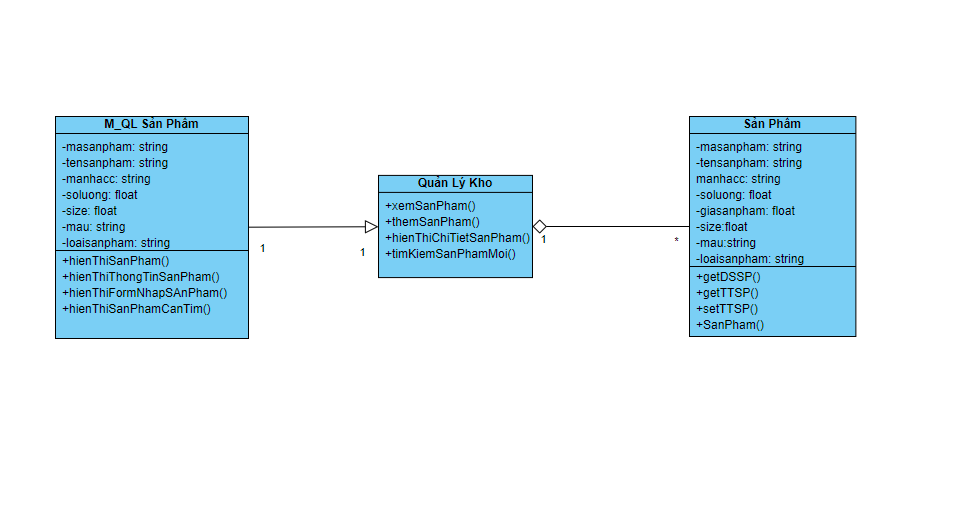 M_QL Sản Phẩm
-masanpham: string
-tensanpham: string
-manhacc: string
-soluong: float
-size: float
-mau: string
-loaisanpham: string
+hienThiSanPham()
+hienThiThongTinSanPham()
+hienThiFormNhapSAnPham()
+hienThiSanPhamCanTim()
1
1
Quản Lý Kho
+xemSanPham()
+themSanPham()
+hienThiChiTietSanPham()
+timKiemSanPhamMoi()
1
*
Sản Phẩm
-masanpham: string
-tensanpham: string
manhacc: string
-soluong: float
-giasanpham: float
-size:float
-mau:string
-loaisanpham: string
+getDSSP()
+getTTSP()
+setTTSP()
+SanPham()